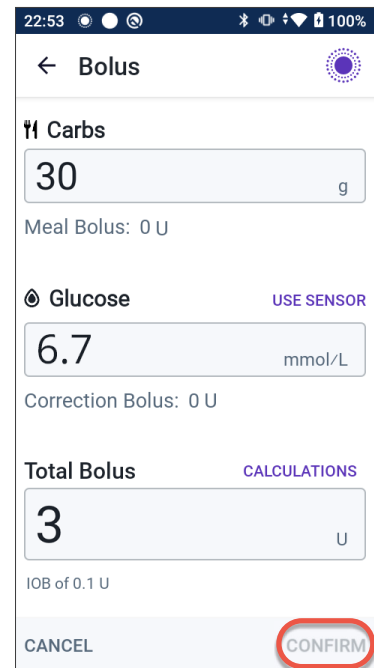 22:53 100%
Bolus
Carbs
30 g
Meal Bolus: 0 U
Glucose USE SENSOR
6.7 mmol/L
Correction Bolus: 0 U
Total Bolus CALCULATIONS
3 U
IOB of 0.1 U
CANCEL CONFIRM